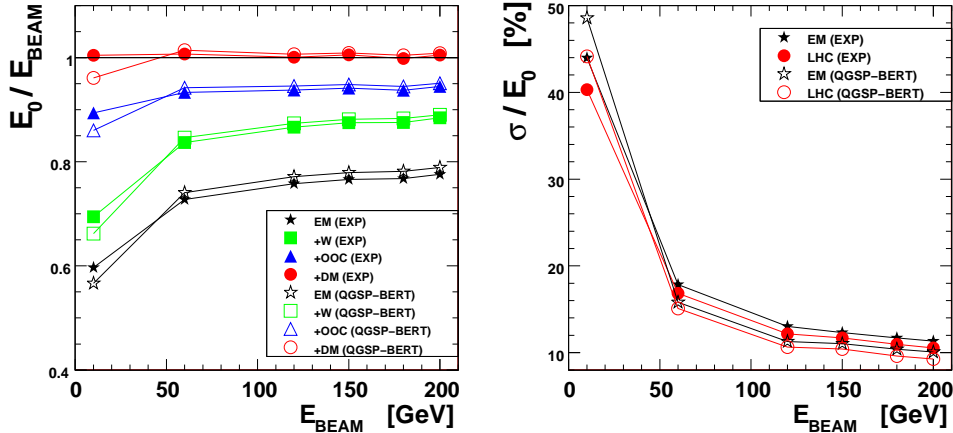 E0 / EBEAM
1
0.8
0.6
0.4
EM (EXP)
+W (EXP)
+OOC (EXP)
+DM (EXP)
EM (QGSP-BERT)
+W (QGSP-BERT)
+OOC (QGSP-BERT)
+DM (QGSP-BERT)
0 50 100 150 200
EBEAM [GeV]
σ / E0 [%]
50
40
30
20
10
EM (EXP)
LHC (EXP)
EM (QGSP-BERT)
LHC (QGSP-BERT)
0 50 100 150 200
EBEAM [GeV]